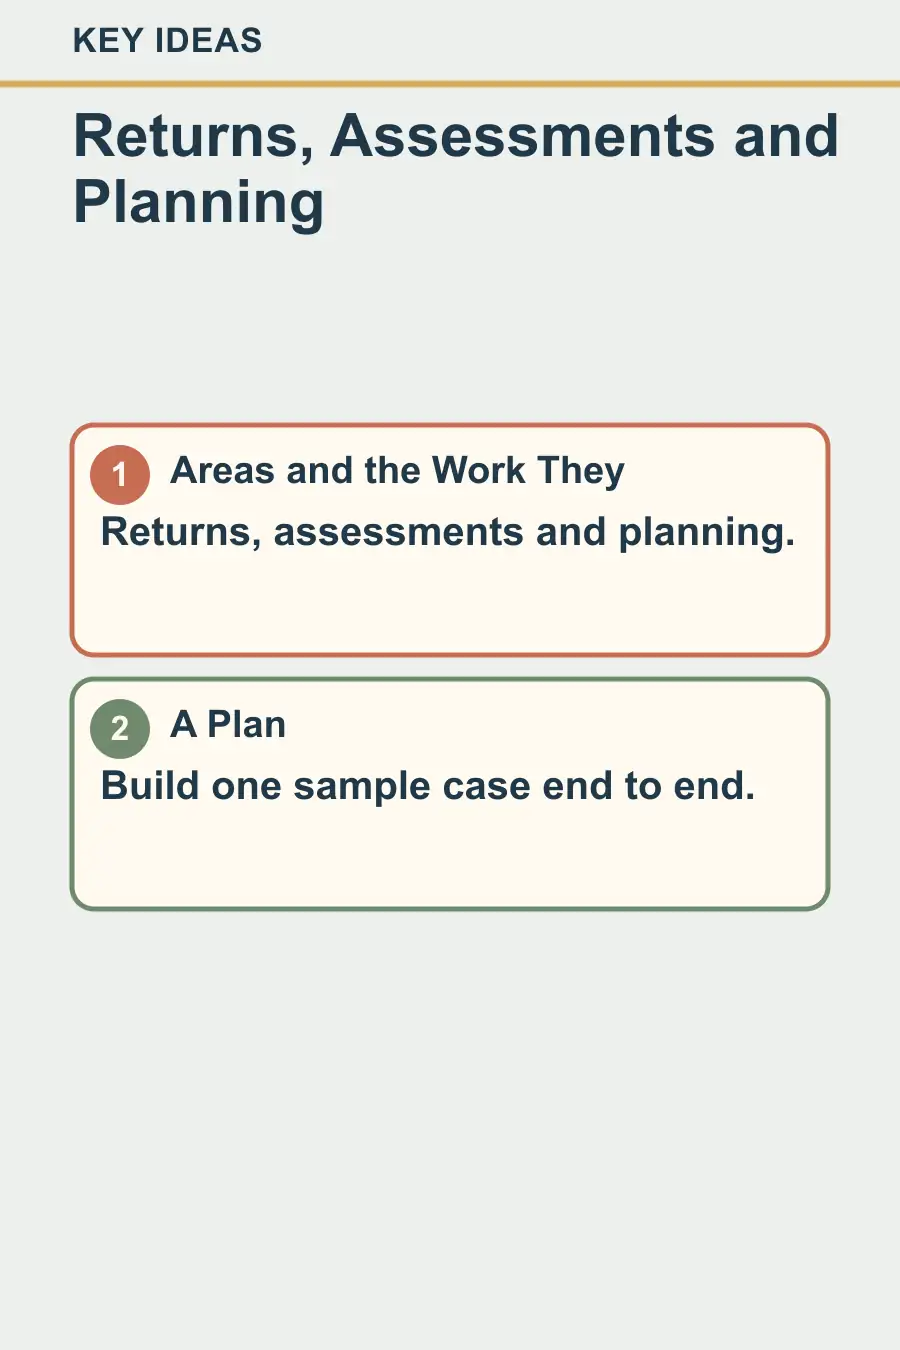 KEY IDEAS
Returns, Assessments and
Planning
1 Areas and the Work They
Returns, assessments and planning.
2 A Plan
Build one sample case end to end.